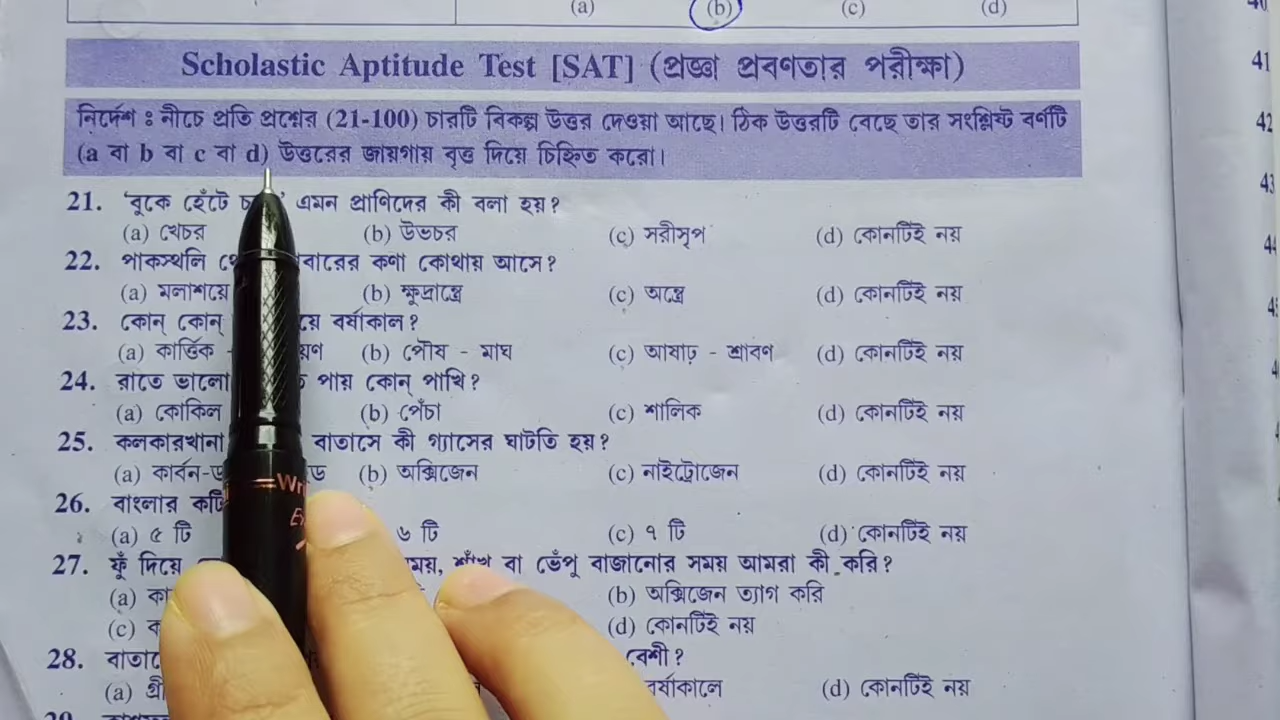 (a) (b) (c) (d)
Scholastic Aptitude Test [SAT] (প্রজ্ঞা প্রবণতার পরীক্ষা)
নির্দেশ : নীচে প্রতি প্রশ্নের (21-100) চারটি বিকল্প উত্তর দেওয়া আছে। ঠিক উত্তরটি বেছে তার সংশ্লিষ্ট বর্ণটি
(a বা b বা c বা d) উত্তরের জায়গায় বৃত্ত দিয়ে চিহ্নিত করো।
21. 'বুকে হেঁটে এমন প্রাণিদের কী বলা হয়?
(a) খেচর (b) উভচর (c) সরীসৃপ (d) কোনটিই নয়
22. পাকস্থলি কণা কোথায় আসে?
(a) মলাশয়ে (b) ক্ষুদ্রান্ত্রে (c) অন্ত্রে (d) কোনটিই নয়
23. কোন্ কোন্ বর্ষাকাল?
(a) কার্ত্তিক - (b) পৌষ - মাঘ (c) আষাঢ় - শ্রাবণ (d) কোনটিই নয়
24. রাতে ভালো পায় কোন্ পাখি?
(a) কোকিল (b) পেঁচা (c) শালিক (d) কোনটিই নয়
25. কলকারখানা বাতাসে কী গ্যাসের ঘাটতি হয়?
(a) কার্বন- (b) অক্সিজেন (c) নাইট্রোজেন (d) কোনটিই নয়
26. বাংলার
(a) ৫ টি ৬ টি (c) ৭ টি (d) কোনটিই নয়
27. ফুঁ দিয়ে শাঁখ বা ভেঁপু বাজানোর সময় আমরা কী করি?
(a) (b) অক্সিজেন ত্যাগ করি
(c) (d) কোনটিই নয়
28. বেশী?
(a) বর্ষাকালে (d) কোনটিই নয়
41
42
43